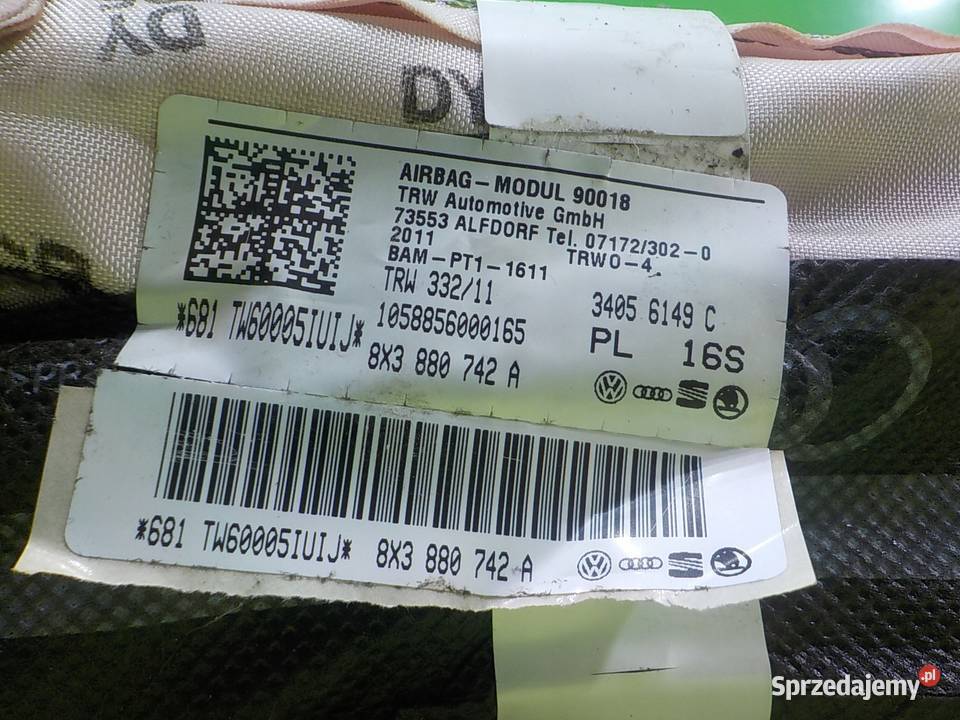 DY
DY
AIRBAG-MODUL 90018
TRW Automotive GmbH
73553 ALFDORF Tel. 07172/302-0
2011 TRWO-4
BAM-PT1-1611
TRW 332/11 3405 6149 C
1058856000165 PL 16S
*681 TW60005IUIJ* 8X3 880 742 A
*681 TW60005IUIJ* 8X3 880 742 A
Sprzedajemy.pl